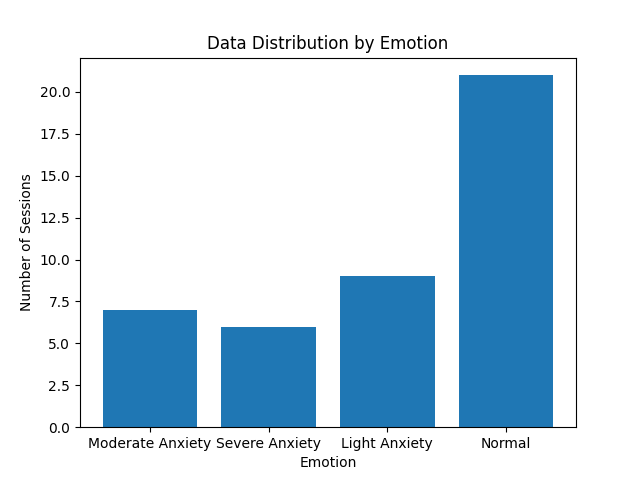 Data Distribution by Emotion
Number of Sessions
20.0
17.5
15.0
12.5
10.0
7.5
5.0
2.5
0.0
Moderate Anxiety Severe Anxiety Light Anxiety Normal
Emotion